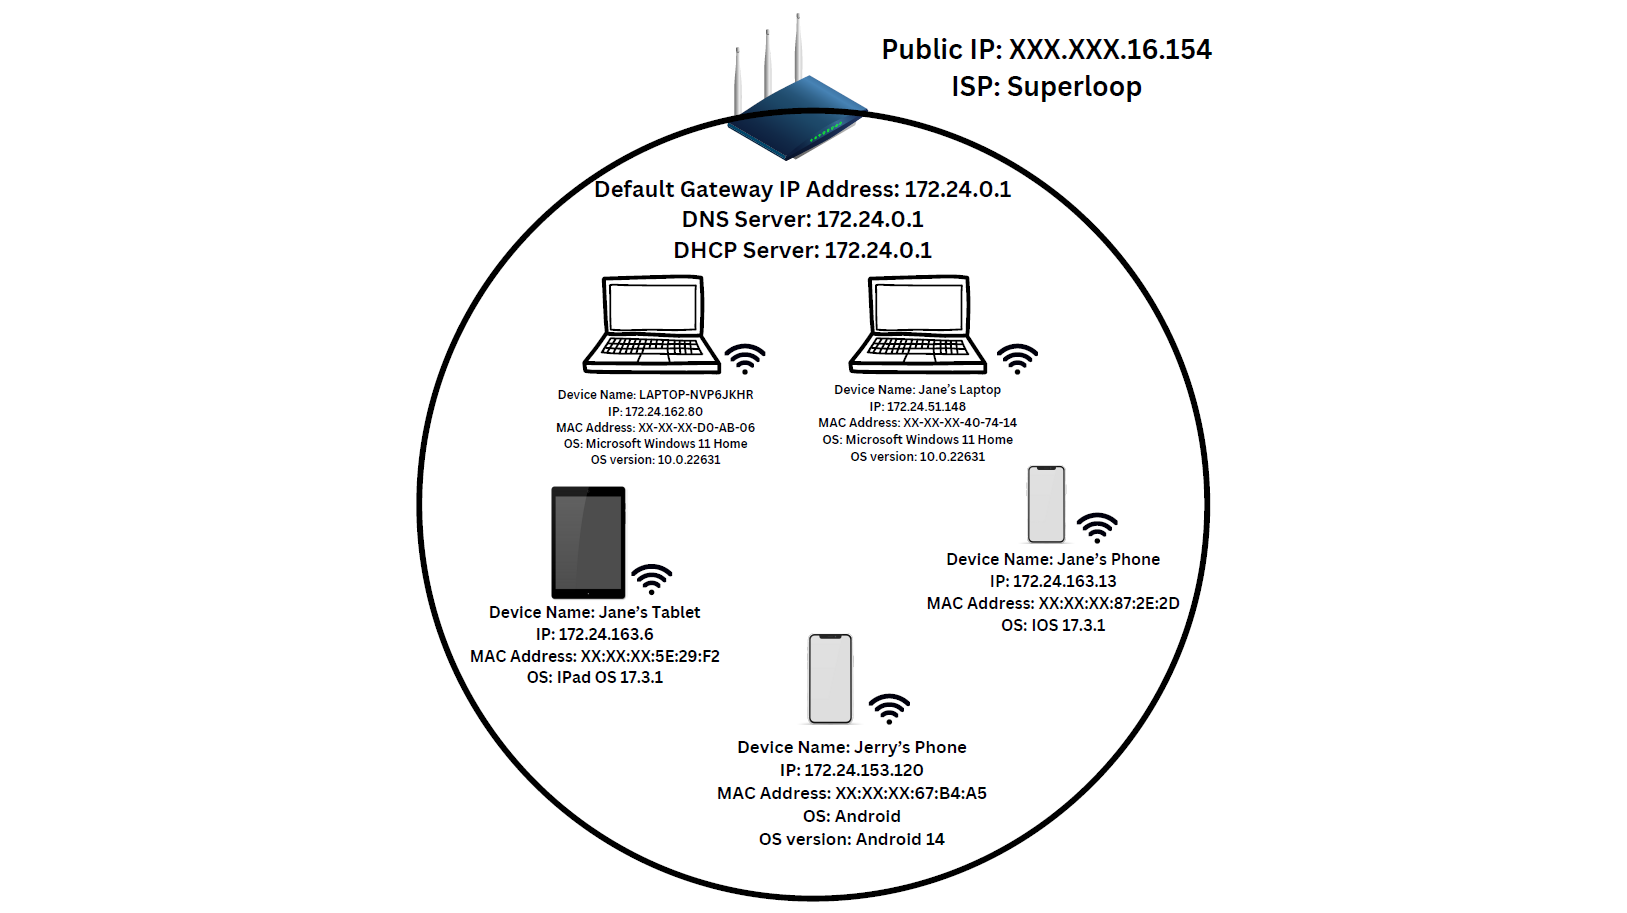 Public IP: XXX.XXX.16.154
ISP: Superloop
Default Gateway IP Address: 172.24.0.1
DNS Server: 172.24.0.1
DHCP Server: 172.24.0.1
Device Name: LAPTOP-NVP6JKHR
IP: 172.24.162.80
MAC Address: XX-XX-XX-D0-AB-06
OS: Microsoft Windows 11 Home
OS version: 10.0.22631
Device Name: Jane’s Laptop
IP: 172.24.51.148
MAC Address: XX-XX-XX-40-74-14
OS: Microsoft Windows 11 Home
OS version: 10.0.22631
Device Name: Jane’s Phone
IP: 172.24.163.13
MAC Address: XX:XX:XX:87:2E:2D
OS: IOS 17.3.1
Device Name: Jane’s Tablet
IP: 172.24.163.6
MAC Address: XX:XX:XX:5E:29:F2
OS: IPad OS 17.3.1
Device Name: Jerry’s Phone
IP: 172.24.153.120
MAC Address: XX:XX:XX:67:B4:A5
OS: Android
OS version: Android 14